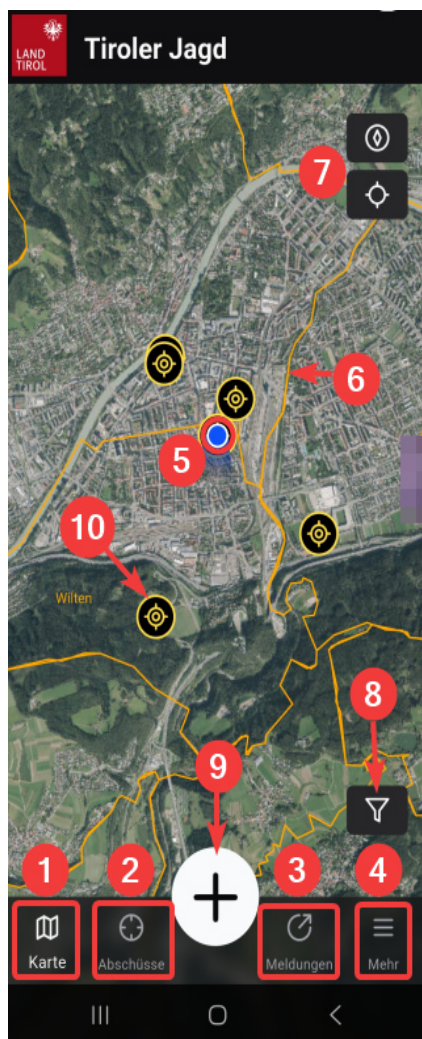 LAND
TIROL
Tiroler Jagd
7
6
5
10
Wilten
8
9
1
2
3
4
Karte
Abschüsse
Meldungen
Mehr